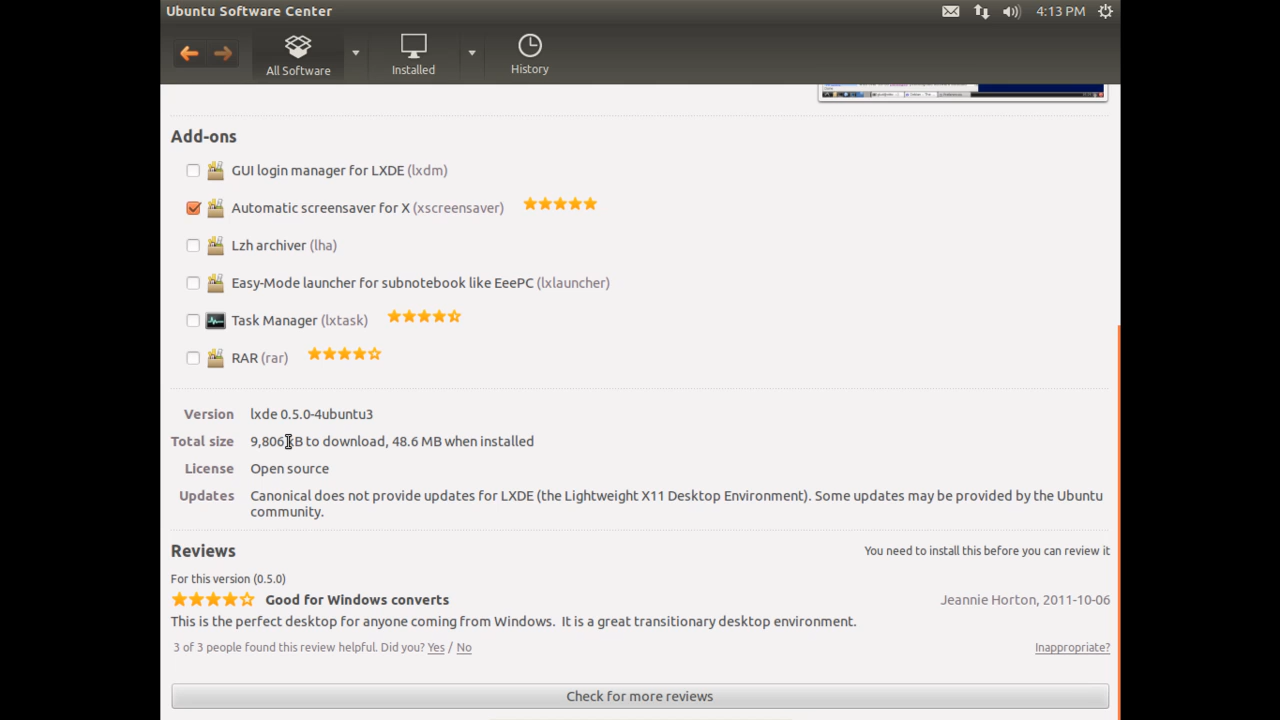 Ubuntu Software Center
4:13 PM
All Software
Installed
History
Add-ons
GUI login manager for LXDE (lxdm)
Automatic screensaver for X (xscreensaver)
Lzh archiver (lha)
Easy-Mode launcher for subnotebook like EeePC (lxlauncher)
Task Manager (lxtask)
RAR (rar)
Version lxde 0.5.0-4ubuntu3
Total size 9,806 kB to download, 48.6 MB when installed
License Open source
Updates Canonical does not provide updates for LXDE (the Lightweight X11 Desktop Environment). Some updates may be provided by the Ubuntu
community.
Reviews
You need to install this before you can review it
For this version (0.5.0)
Good for Windows converts
Jeannie Horton, 2011-10-06
This is the perfect desktop for anyone coming from Windows.  It is a great transitionary desktop environment.
3 of 3 people found this review helpful. Did you? Yes / No
Inappropriate?
Check for more reviews